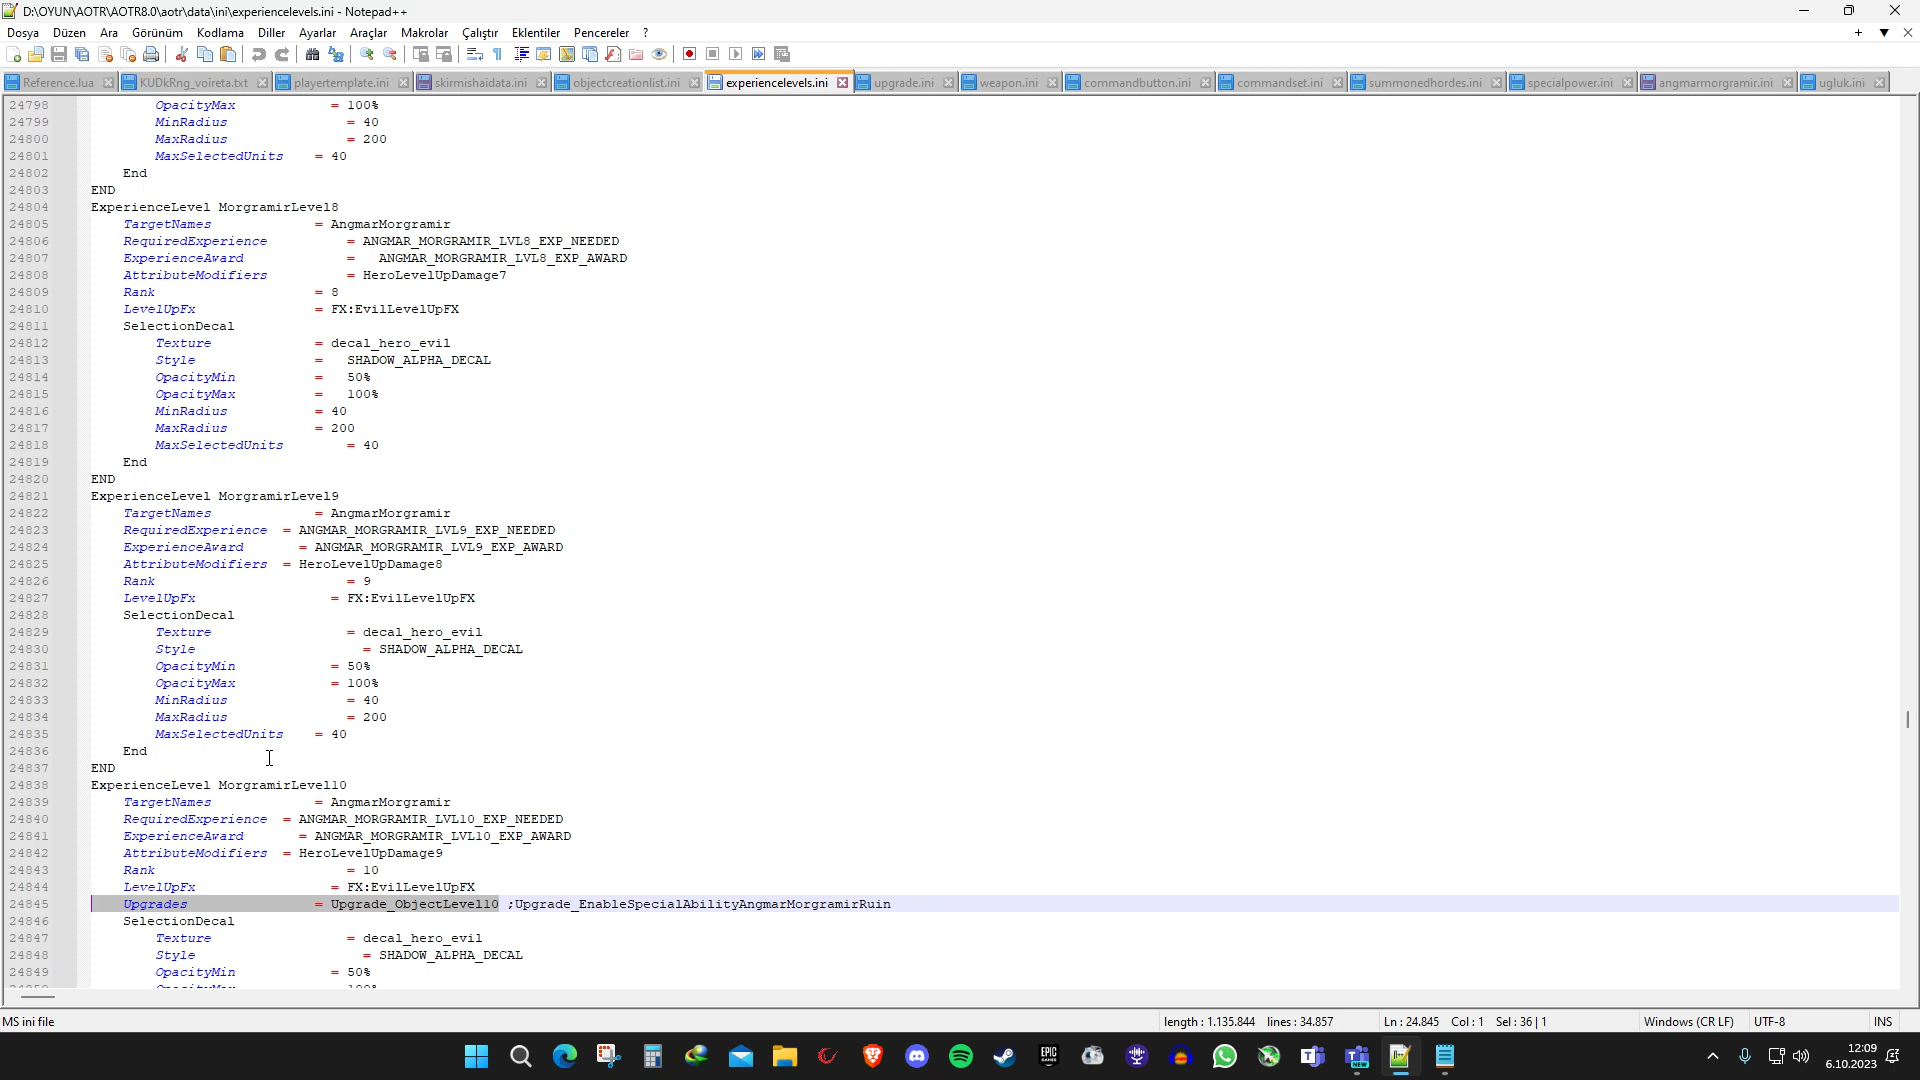 D:\OYUN\AOTR\AOTR8.0\aotr\data\ini\experiencelevels.ini - Notepad++
Dosya Düzen Ara Görünüm Kodlama Diller Ayarlar Araçlar Makrolar Çalıştır Eklentiler Pencereler ?
Reference.lua KUDkRng_voireta.txt playertemplate.ini skirmishaidata.ini objectcreationlist.ini experiencelevels.ini upgrade.ini weapon.ini commandbutton.ini commandset.ini summonedhordes.ini specialpower.ini angmarmorgramir.ini ugluk.ini
24798 OpacityMax = 100%
24799 MinRadius = 40
24800 MaxRadius = 200
24801 MaxSelectedUnits = 40
24802 End
24803 END
24804 ExperienceLevel MorgramirLevel8
24805 TargetNames = AngmarMorgramir
24806 RequiredExperience = ANGMAR_MORGRAMIR_LVL8_EXP_NEEDED
24807 ExperienceAward = ANGMAR_MORGRAMIR_LVL8_EXP_AWARD
24808 AttributeModifiers = HeroLevelUpDamage7
24809 Rank = 8
24810 LevelUpFx = FX:EvilLevelUpFX
24811 SelectionDecal
24812 Texture = decal_hero_evil
24813 Style = SHADOW_ALPHA_DECAL
24814 OpacityMin = 50%
24815 OpacityMax = 100%
24816 MinRadius = 40
24817 MaxRadius = 200
24818 MaxSelectedUnits = 40
24819 End
24820 END
24821 ExperienceLevel MorgramirLevel9
24822 TargetNames = AngmarMorgramir
24823 RequiredExperience = ANGMAR_MORGRAMIR_LVL9_EXP_NEEDED
24824 ExperienceAward = ANGMAR_MORGRAMIR_LVL9_EXP_AWARD
24825 AttributeModifiers = HeroLevelUpDamage8
24826 Rank = 9
24827 LevelUpFx = FX:EvilLevelUpFX
24828 SelectionDecal
24829 Texture = decal_hero_evil
24830 Style = SHADOW_ALPHA_DECAL
24831 OpacityMin = 50%
24832 OpacityMax = 100%
24833 MinRadius = 40
24834 MaxRadius = 200
24835 MaxSelectedUnits = 40
24836 End
24837 END
24838 ExperienceLevel MorgramirLevel10
24839 TargetNames = AngmarMorgramir
24840 RequiredExperience = ANGMAR_MORGRAMIR_LVL10_EXP_NEEDED
24841 ExperienceAward = ANGMAR_MORGRAMIR_LVL10_EXP_AWARD
24842 AttributeModifiers = HeroLevelUpDamage9
24843 Rank = 10
24844 LevelUpFx = FX:EvilLevelUpFX
24845 Upgrades = Upgrade_ObjectLevel10 ;Upgrade_EnableSpecialAbilityAngmarMorgramirRuin
24846 SelectionDecal
24847 Texture = decal_hero_evil
24848 Style = SHADOW_ALPHA_DECAL
24849 OpacityMin = 50%
MS ini file length : 1.135.844 lines : 34.857 Ln : 24.845 Col : 1 Sel : 36 | 1 Windows (CR LF) UTF-8 INS
EPIC GAMES
NEW
12:09
6.10.2023